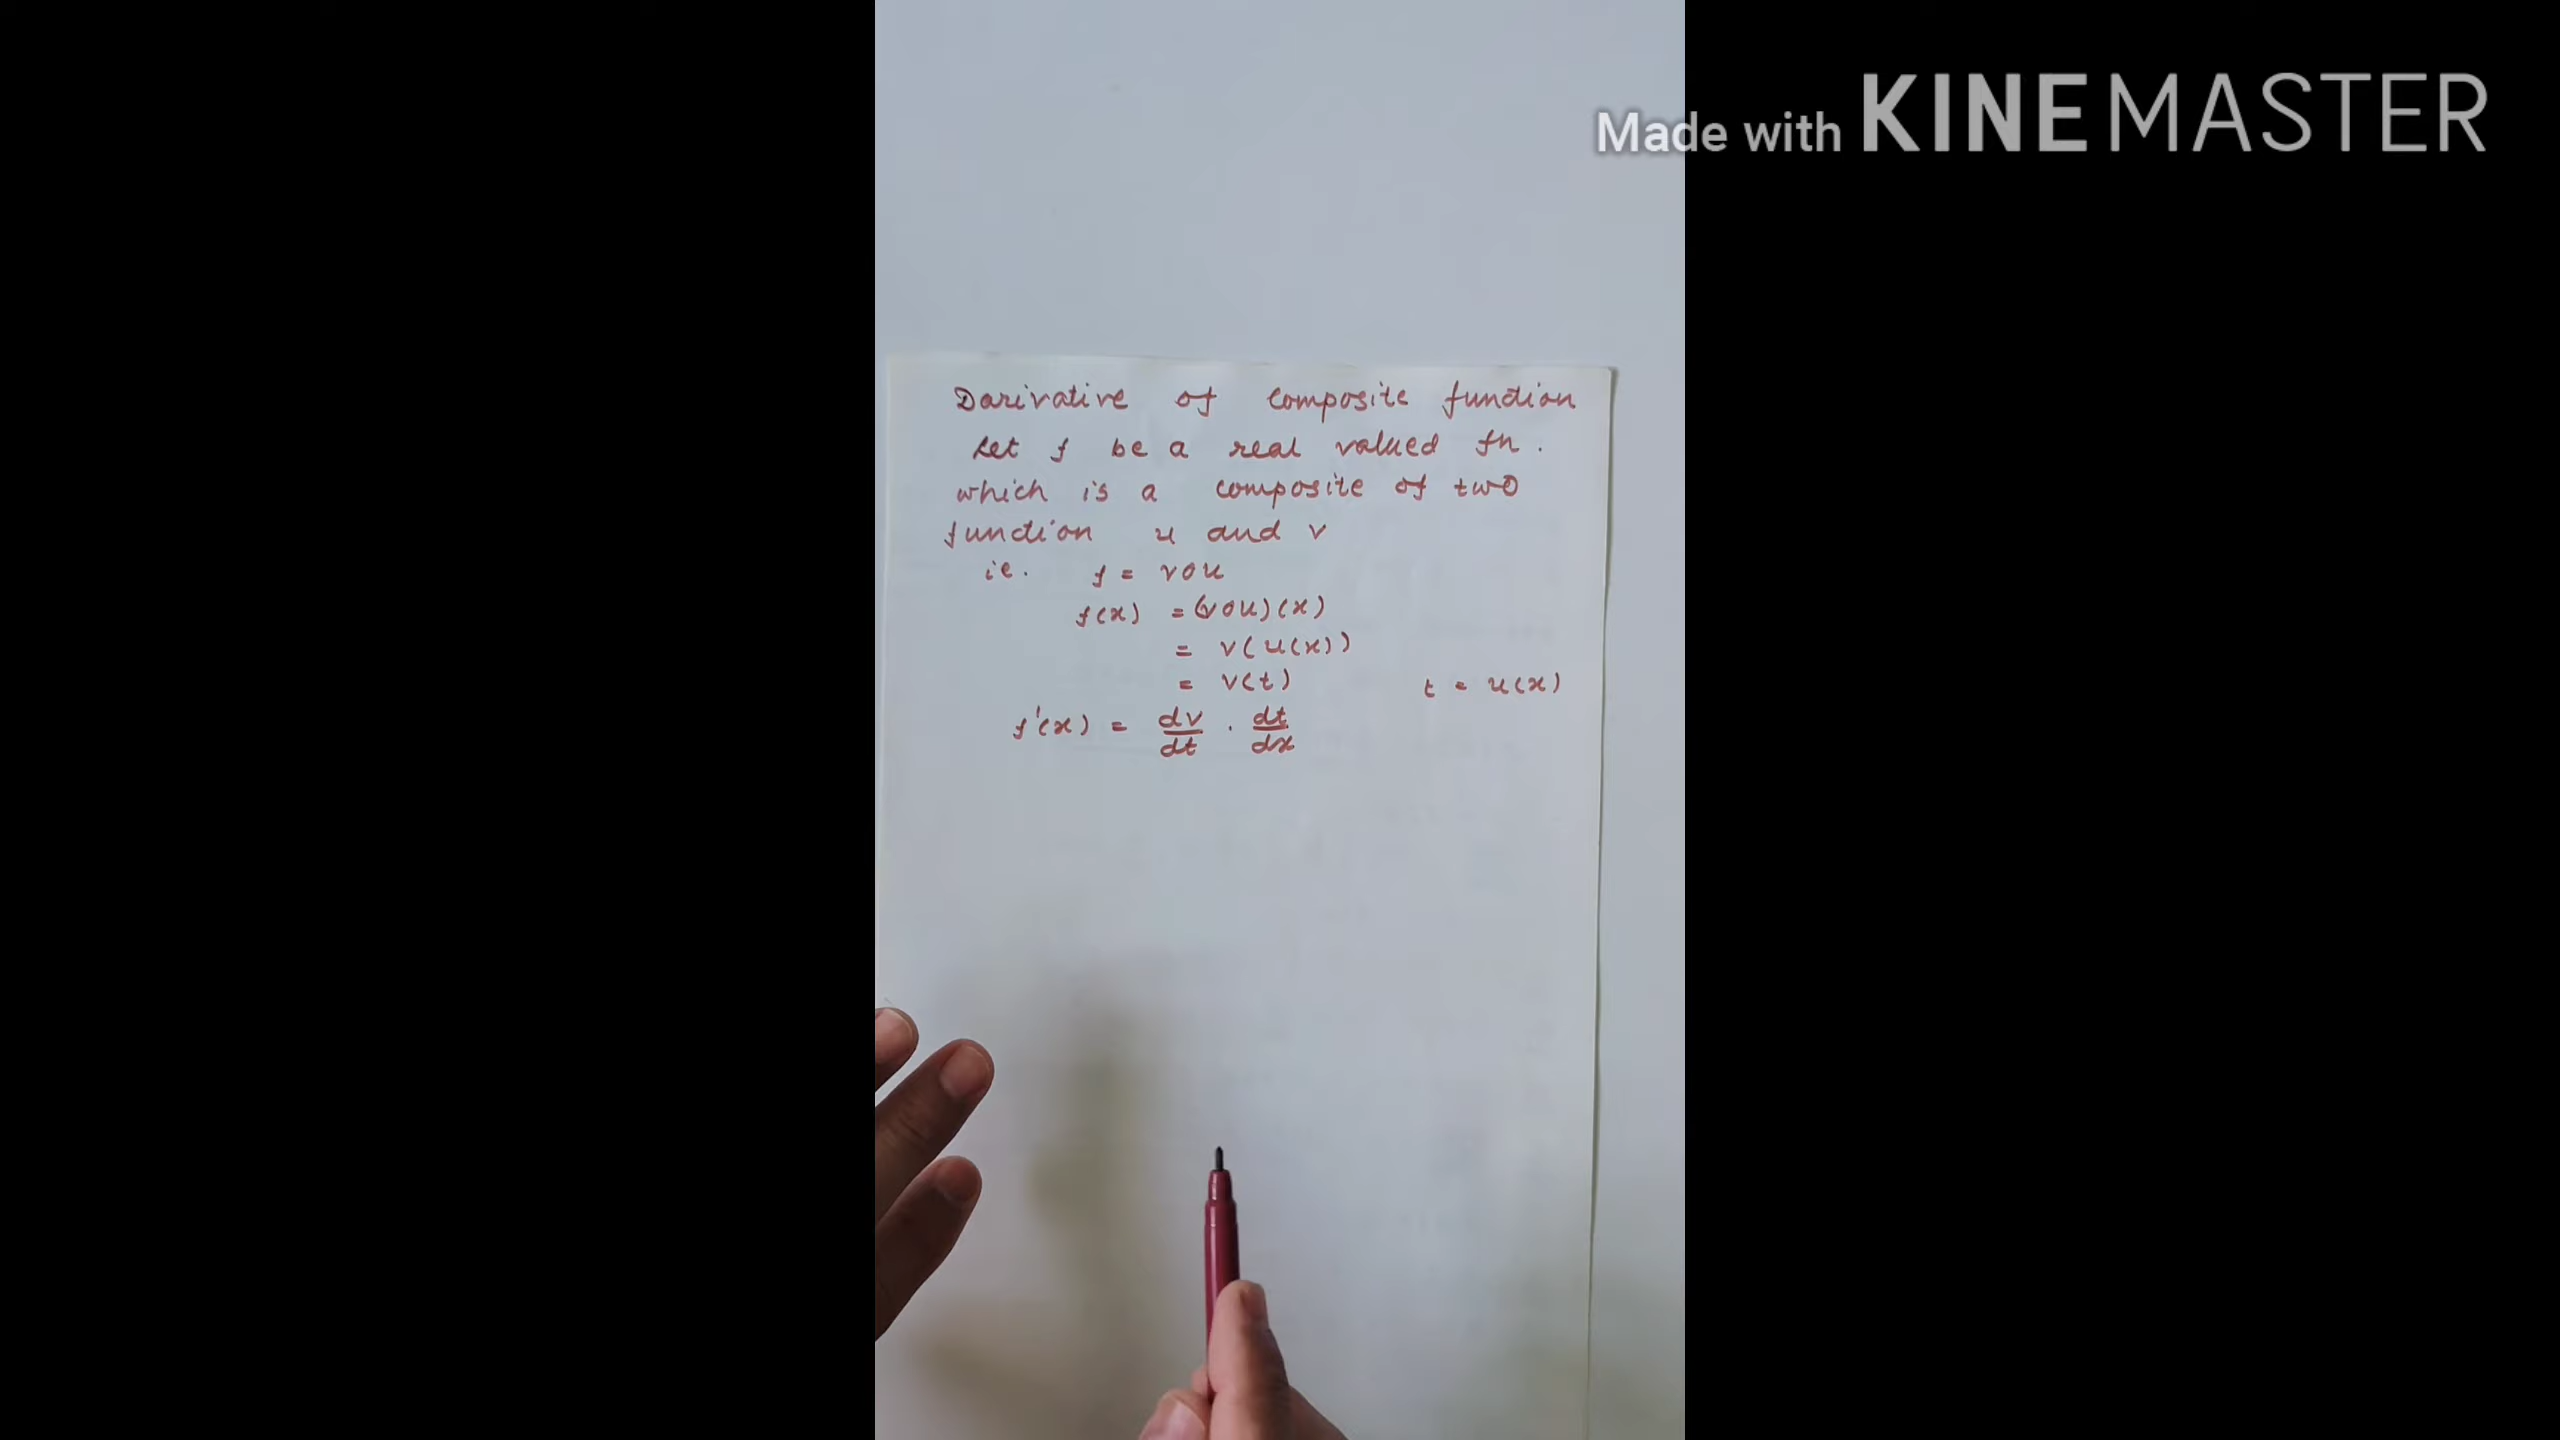 Made with KINEMASTER
Darivative of composite function
Let f be a real valued fn.
which is a composite of two
function u and v
ie. f = vou
f(x) = (vou)(x)
= v(u(x))
= v(t) t = u(x)
f'(x) = dv/dt . dt/dx